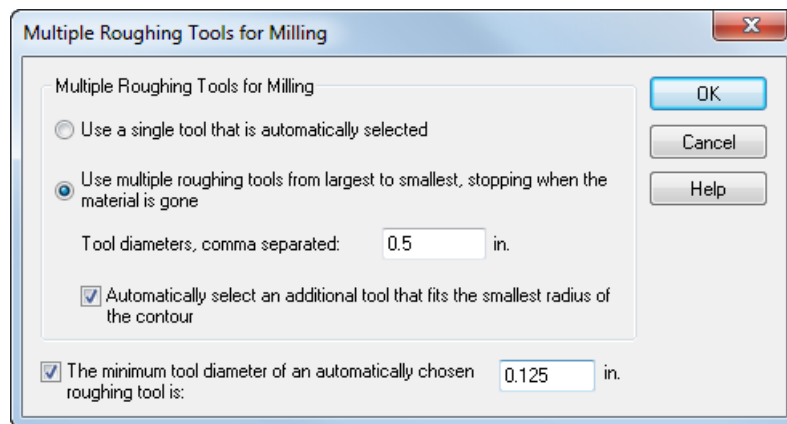 Multiple Roughing Tools for Milling
Multiple Roughing Tools for Milling
Use a single tool that is automatically selected
Use multiple roughing tools from largest to smallest, stopping when the
material is gone
Tool diameters, comma separated: 0.5 in.
Automatically select an additional tool that fits the smallest radius of
the contour
The minimum tool diameter of an automatically chosen
roughing tool is: 0.125 in.
OK
Cancel
Help